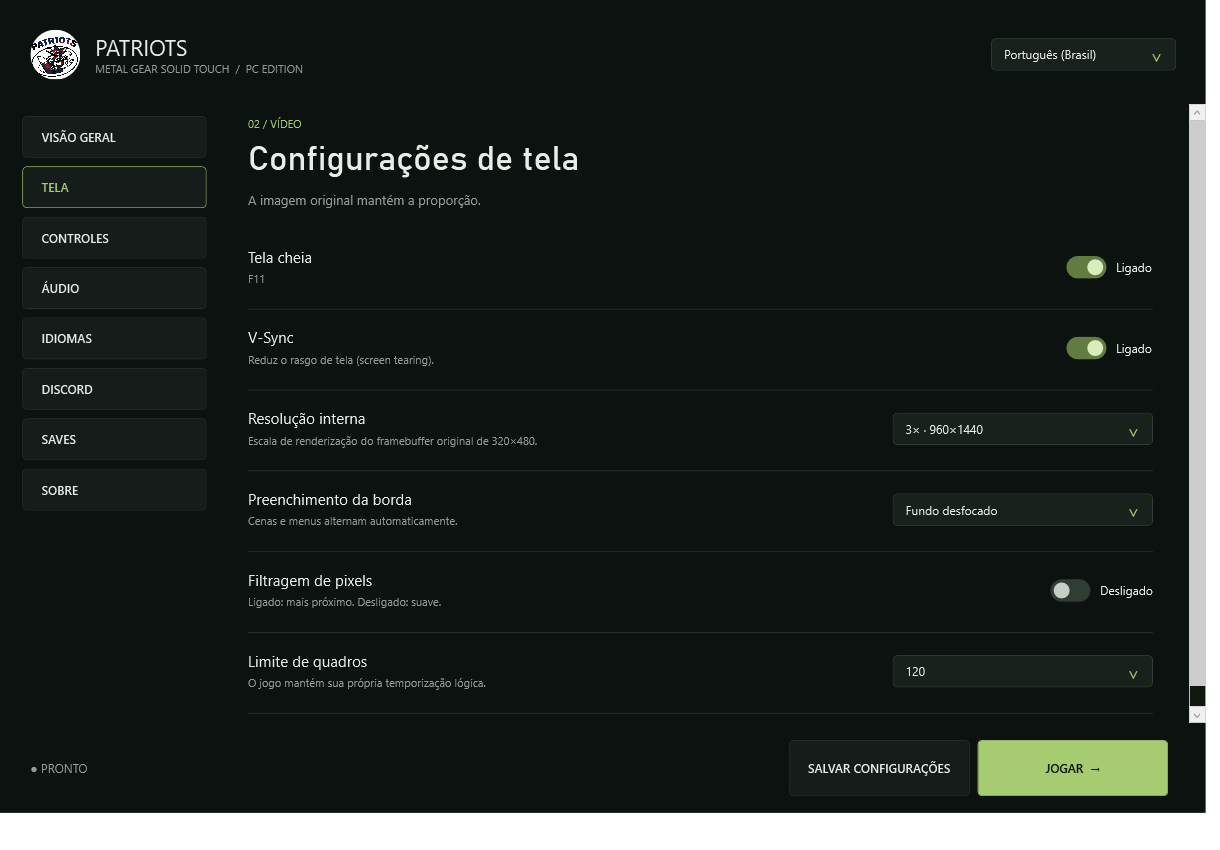 PATRIOTS
PATRIOTS
METAL GEAR SOLID TOUCH / PC EDITION
Português (Brasil)
VISÃO GERAL
TELA
CONTROLES
ÁUDIO
IDIOMAS
DISCORD
SAVES
SOBRE
02 / VÍDEO
Configurações de tela
A imagem original mantém a proporção.
Tela cheia
F11
Ligado
V-Sync
Reduz o rasgo de tela (screen tearing).
Ligado
Resolução interna
Escala de renderização do framebuffer original de 320×480.
3× · 960×1440
Preenchimento da borda
Cenas e menus alternam automaticamente.
Fundo desfocado
Filtragem de pixels
Ligado: mais próximo. Desligado: suave.
Desligado
Limite de quadros
O jogo mantém sua própria temporização lógica.
120
● PRONTO
SALVAR CONFIGURAÇÕES
JOGAR →